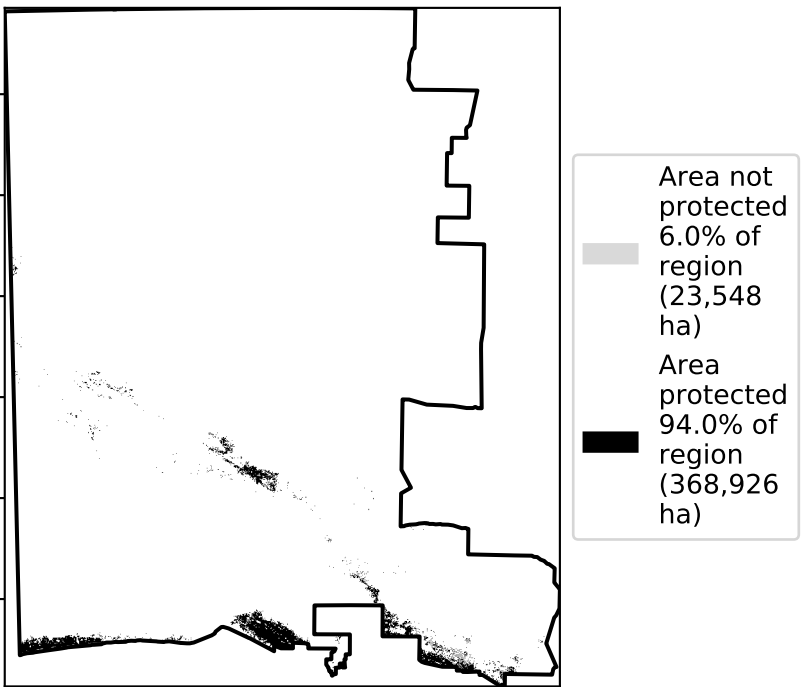 Area not
protected
6.0% of
region
(23,548
ha)
Area
protected
94.0% of
region
(368,926
ha)